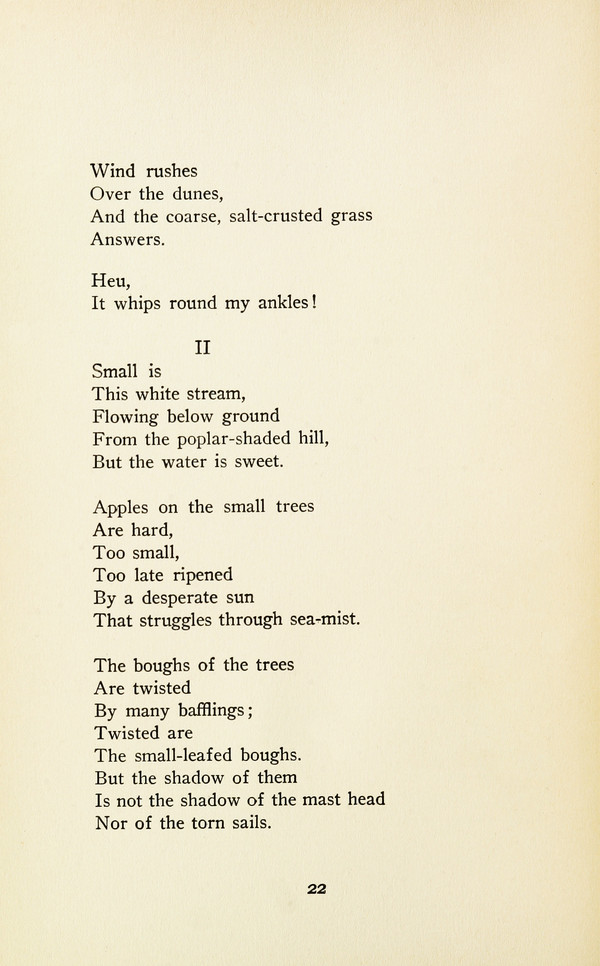 Wind rushes
Over the dunes,
And the coarse, salt-crusted grass
Answers.
Heu,
It whips round my ankles!
II
Small is
This white stream,
Flowing below ground
From the poplar-shaded hill,
But the water is sweet.
Apples on the small trees
Are hard,
Too small,
Too late ripened
By a desperate sun
That struggles through sea-mist.
The boughs of the trees
Are twisted
By many bafflings;
Twisted are
The small-leafed boughs.
But the shadow of them
Is not the shadow of the mast head
Nor of the torn sails.
22